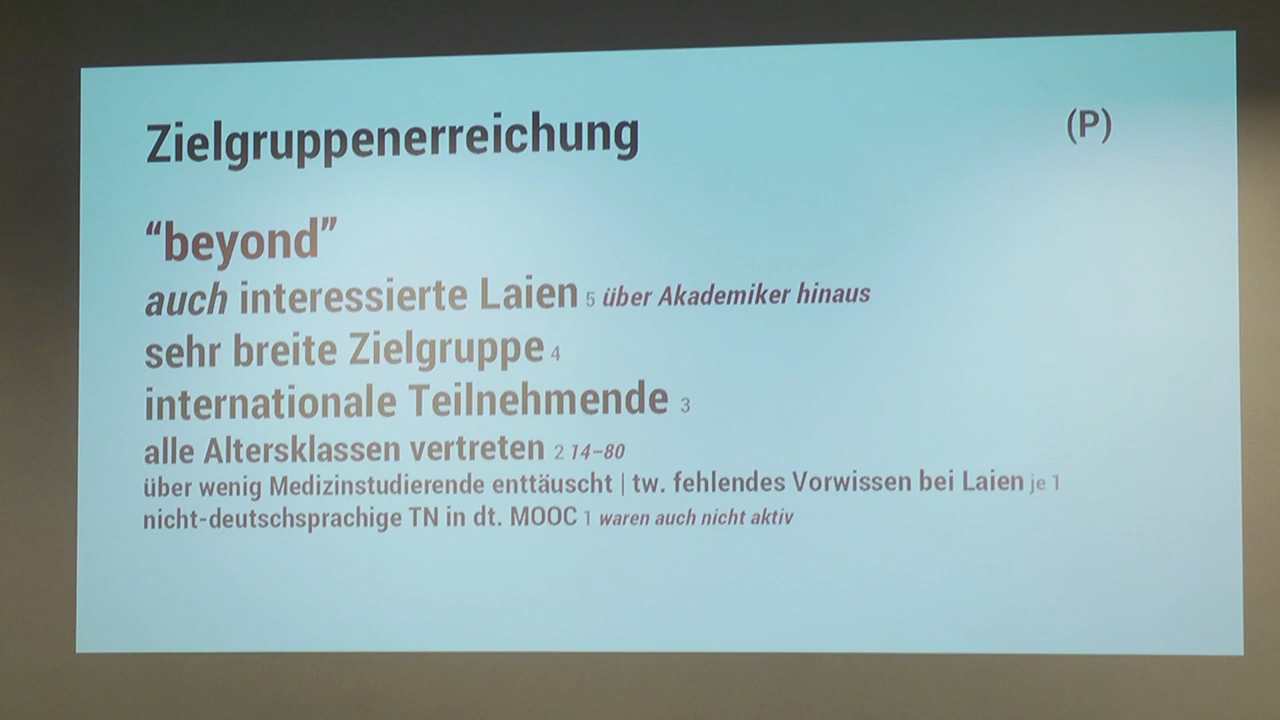 Zielgruppenerreichung (P)
“beyond”
auch interessierte Laien 5 über Akademiker hinaus
sehr breite Zielgruppe 4
internationale Teilnehmende 3
alle Altersklassen vertreten 2 14–80
über wenig Medizinstudierende enttäuscht | tw. fehlendes Vorwissen bei Laien je 1
nicht-deutschsprachige TN in dt. MOOC 1 waren auch nicht aktiv